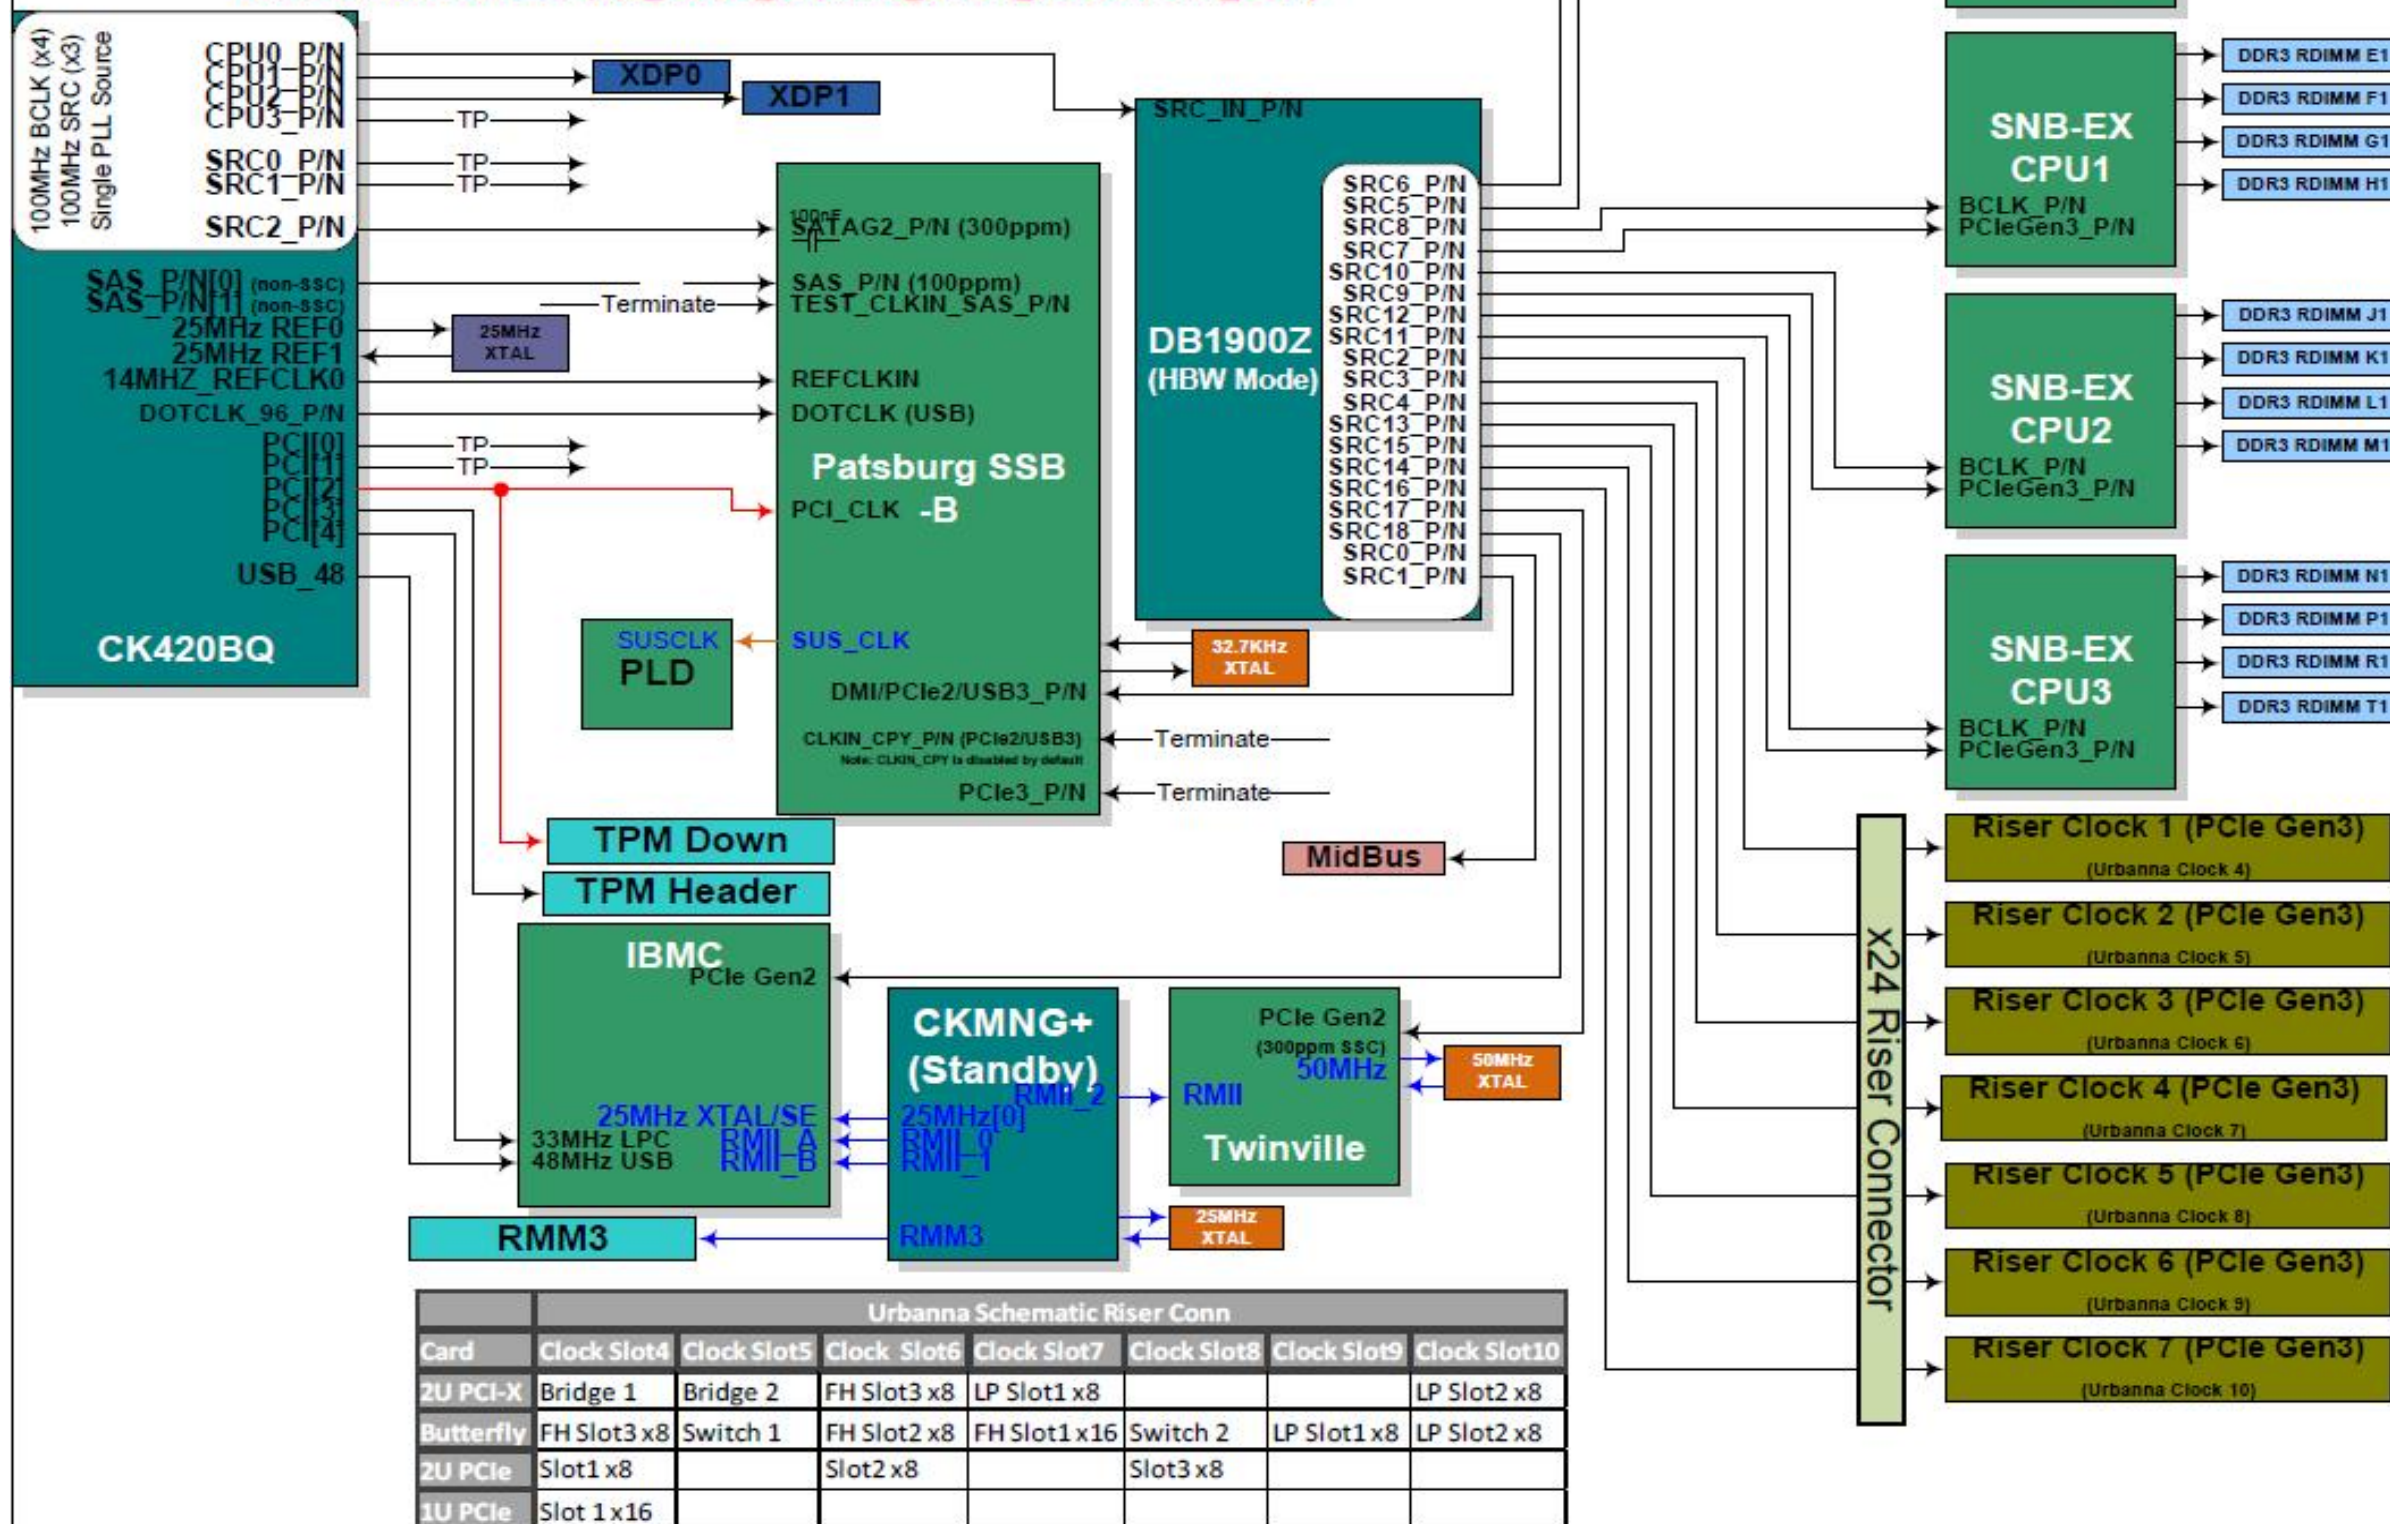 100MHz BCLK (x4)
100MHz SRC (x3)
Single PLL Source
CPU0_P/N
CPU1_P/N
CPU2_P/N
CPU3_P/N
SRC0_P/N
SRC1_P/N
SRC2_P/N
SAS_P/N[0] (non-SSC)
SAS_P/N[1] (non-SSC)
25MHz REF0
25MHz REF1
14MHZ_REFCLK0
DOTCLK_96_P/N
PCI[0]
PCI[1]
PCI[2]
PCI[3]
PCI[4]
USB_48
CK420BQ
TP
TP
TP
TP
TP
XDP0
XDP1
25MHz
XTAL
Terminate
100nF
SATAG2_P/N (300ppm)
SAS_P/N (100ppm)
TEST_CLKIN_SAS_P/N
REFCLKIN
DOTCLK (USB)
Patsburg SSB
PCI_CLK -B
SUS_CLK
DMI/PCIe2/USB3_P/N
CLKIN_CPY_P/N (PCIe2/USB3)
Note: CLKIN_CPY is disabled by default
PCIe3_P/N
SUSCLK
PLD
SRC_IN_P/N
DB1900Z
(HBW Mode)
SRC6_P/N
SRC5_P/N
SRC8_P/N
SRC7_P/N
SRC10_P/N
SRC9_P/N
SRC12_P/N
SRC11_P/N
SRC2_P/N
SRC3_P/N
SRC4_P/N
SRC13_P/N
SRC15_P/N
SRC14_P/N
SRC16_P/N
SRC17_P/N
SRC18_P/N
SRC0_P/N
SRC1_P/N
32.7KHz
XTAL
Terminate
Terminate
MidBus
TPM Down
TPM Header
IBMC
PCIe Gen2
25MHz XTAL/SE
33MHz LPC
RMII_A
48MHz USB
RMII_B
RMM3
CKMNG+
(Standby)
RMII_2
25MHz[0]
RMII_0
RMII_1
RMM3
PCIe Gen2
(300ppm SSC)
50MHz
RMII
Twinville
50MHz
XTAL
25MHz
XTAL
SNB-EX
CPU1
BCLK_P/N
PCIeGen3_P/N
DDR3 RDIMM E1
DDR3 RDIMM F1
DDR3 RDIMM G1
DDR3 RDIMM H1
SNB-EX
CPU2
BCLK_P/N
PCIeGen3_P/N
DDR3 RDIMM J1
DDR3 RDIMM K1
DDR3 RDIMM L1
DDR3 RDIMM M1
SNB-EX
CPU3
BCLK_P/N
PCIeGen3_P/N
DDR3 RDIMM N1
DDR3 RDIMM P1
DDR3 RDIMM R1
DDR3 RDIMM T1
x24 Riser Connector
Riser Clock 1 (PCIe Gen3)
(Urbanna Clock 4)
Riser Clock 2 (PCIe Gen3)
(Urbanna Clock 5)
Riser Clock 3 (PCIe Gen3)
(Urbanna Clock 6)
Riser Clock 4 (PCIe Gen3)
(Urbanna Clock 7)
Riser Clock 5 (PCIe Gen3)
(Urbanna Clock 8)
Riser Clock 6 (PCIe Gen3)
(Urbanna Clock 9)
Riser Clock 7 (PCIe Gen3)
(Urbanna Clock 10)
Urbanna Schematic Riser Conn
Card Clock Slot4 Clock Slot5 Clock Slot6 Clock Slot7 Clock Slot8 Clock Slot9 Clock Slot10
2U PCI-X Bridge 1 Bridge 2 FH Slot3 x8 LP Slot1 x8 LP Slot2 x8
Butterfly FH Slot3 x8 Switch 1 FH Slot2 x8 FH Slot1 x16 Switch 2 LP Slot1 x8 LP Slot2 x8
2U PCIe Slot1 x8 Slot2 x8 Slot3 x8
1U PCIe Slot 1 x16